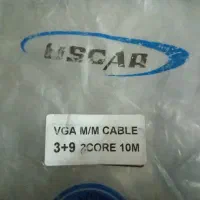 USCAR
VGA M/M CABLE
3+9 2CORE 10M